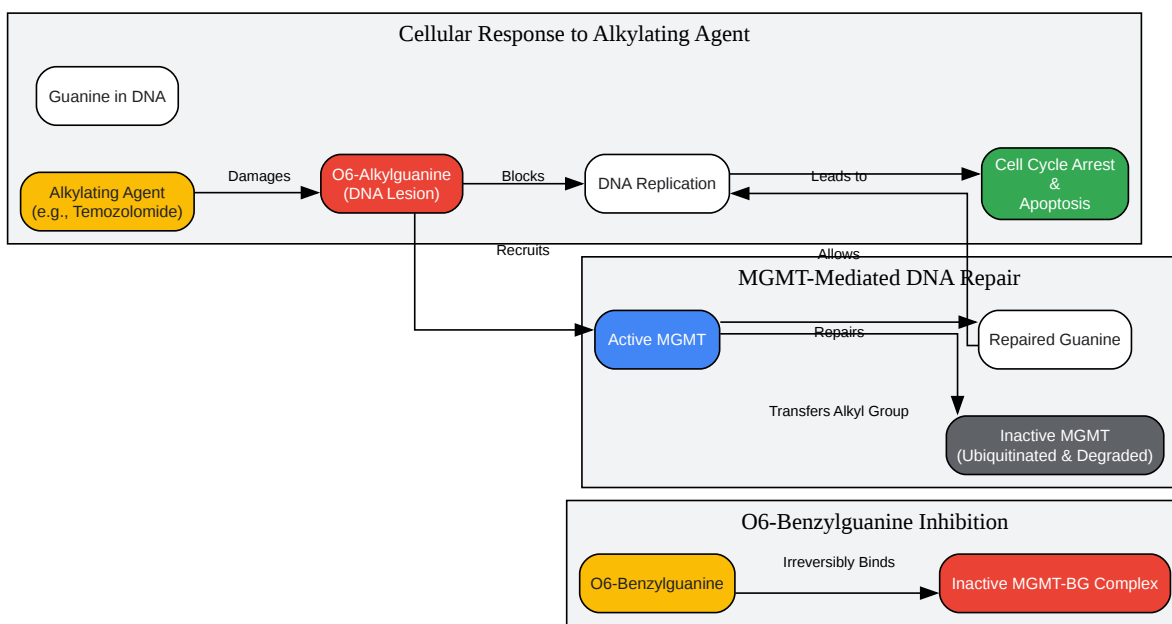 Cellular Response to Alkylating Agent
Guanine in DNA
Alkylating Agent
(e.g., Temozolomide)
Damages
O6-Alkylguanine
(DNA Lesion)
Blocks
DNA Replication
Leads to
Cell Cycle Arrest
&
Apoptosis
Recruits
Allows
MGMT-Mediated DNA Repair
Active MGMT
Repairs
Repaired Guanine
Transfers Alkyl Group
Inactive MGMT
(Ubiquitinated & Degraded)
O6-Benzylguanine Inhibition
O6-Benzylguanine
Irreversibly Binds
Inactive MGMT-BG Complex